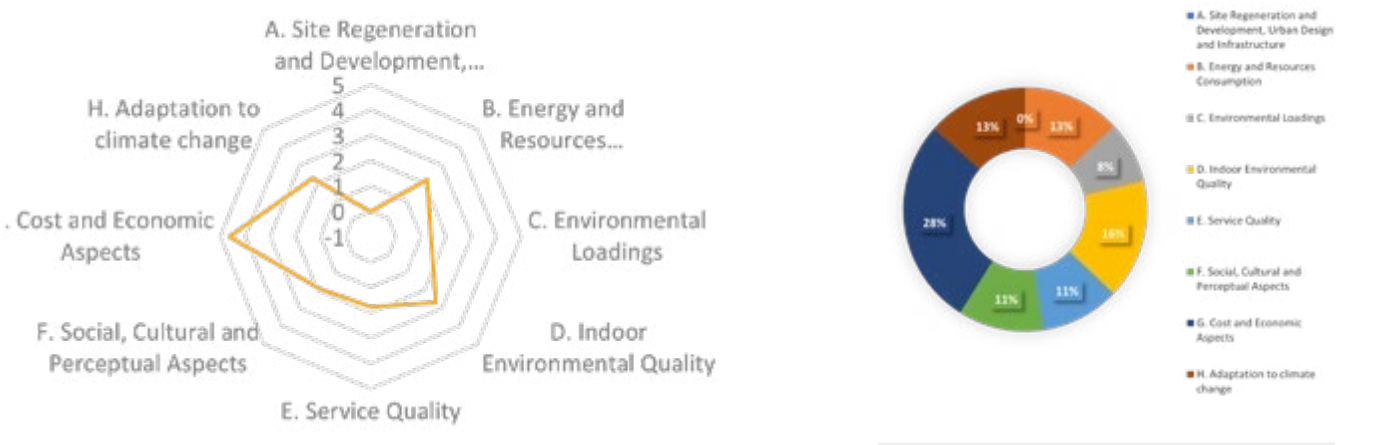 A. Site Regeneration
and Development,...
5
4
3
2
1
0
-1
B. Energy and
Resources...
C. Environmental
Loadings
D. Indoor
Environmental Quality
E. Service Quality
F. Social, Cultural and
Perceptual Aspects
. Cost and Economic
Aspects
H. Adaptation to
climate change
0%
13%
8%
16%
11%
11%
28%
13%
A. Site Regeneration and
Development, Urban Design
and Infrastructure
B. Energy and Resources
Consumption
C. Environmental Loadings
D. Indoor Environmental
Quality
E. Service Quality
F. Social, Cultural and
Perceptual Aspects
G. Cost and Economic
Aspects
H. Adaptation to climate
change